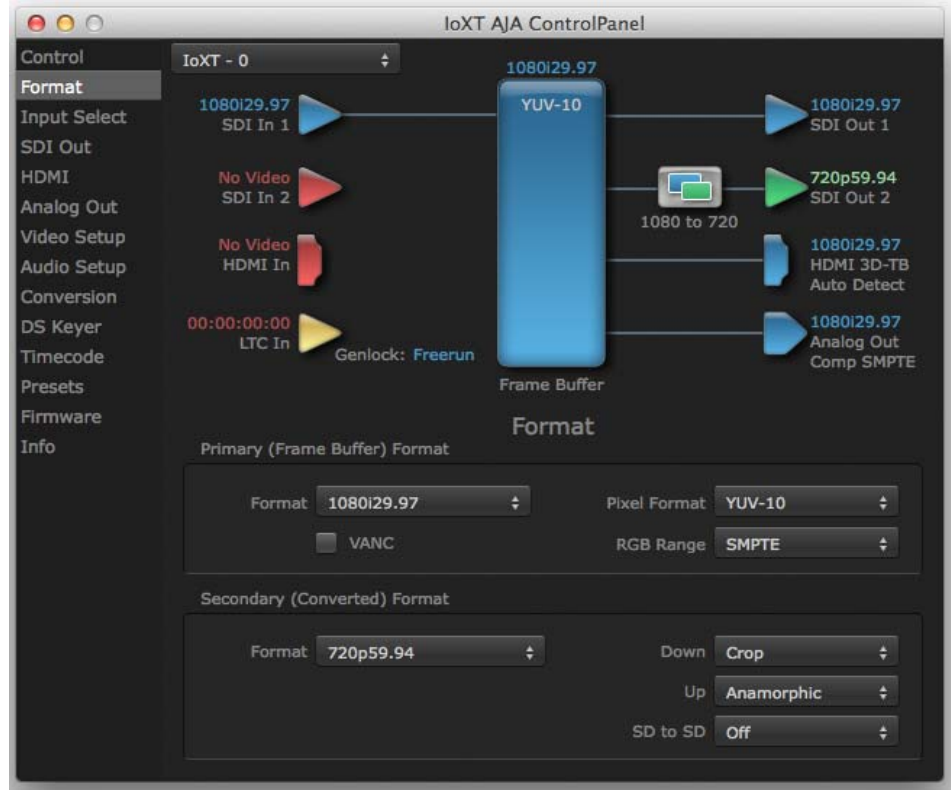 IoXT AJA ControlPanel
Control
Format
Input Select
SDI Out
HDMI
Analog Out
Video Setup
Audio Setup
Conversion
DS Keyer
Timecode
Presets
Firmware
Info
IoXT - 0
1080i29.97
YUV-10
1080i29.97
SDI In 1
No Video
SDI In 2
No Video
HDMI In
00:00:00:00
LTC In
Genlock: Freerun
Frame Buffer
1080 to 720
1080i29.97
SDI Out 1
720p59.94
SDI Out 2
1080i29.97
HDMI 3D-TB
Auto Detect
1080i29.97
Analog Out
Comp SMPTE
Format
Primary (Frame Buffer) Format
Format 1080i29.97
Pixel Format YUV-10
VANC
RGB Range SMPTE
Secondary (Converted) Format
Format 720p59.94
Down Crop
Up Anamorphic
SD to SD Off